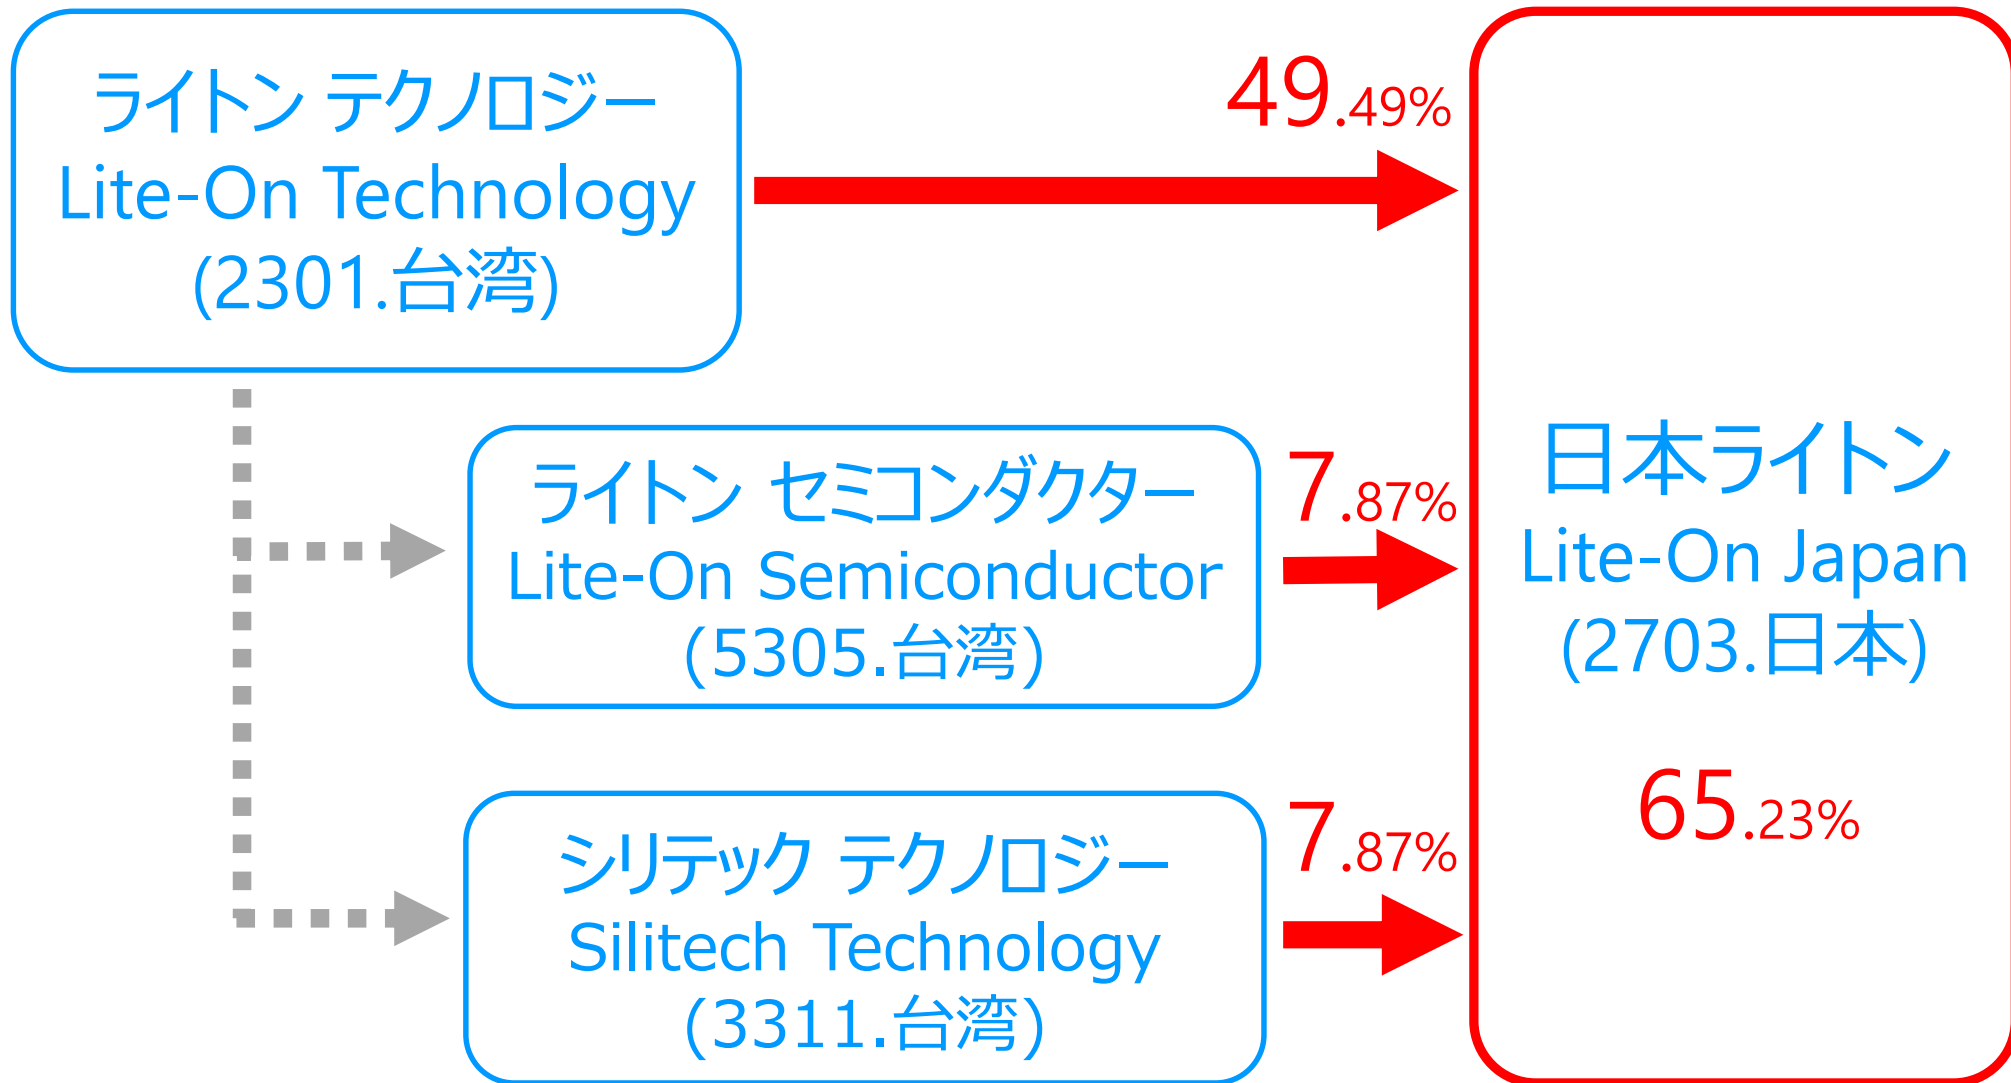 ライトン テクノロジー
Lite-On Technology
(2301.台湾)
49.49%
ライトン セミコンダクター
Lite-On Semiconductor
(5305.台湾)
7.87%
シリテック テクノロジー
Silitech Technology
(3311.台湾)
7.87%
日本ライトン
Lite-On Japan
(2703.日本)
65.23%